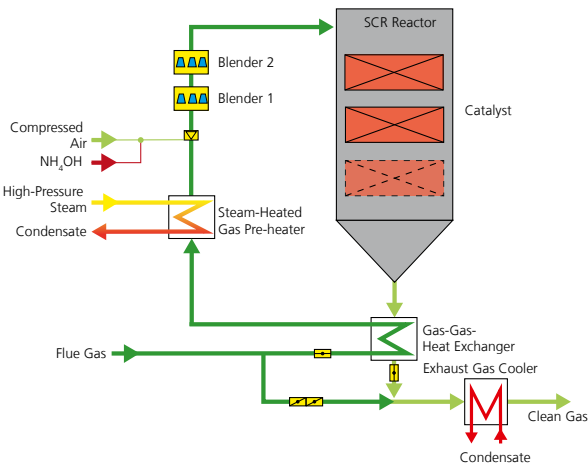 SCR Reactor
Blender 2
Blender 1
Catalyst
Compressed
Air
NH₄OH
High-Pressure
Steam
Condensate
Steam-Heated
Gas Pre-heater
Flue Gas
Gas-Gas-
Heat Exchanger
Exhaust Gas Cooler
Clean Gas
Condensate